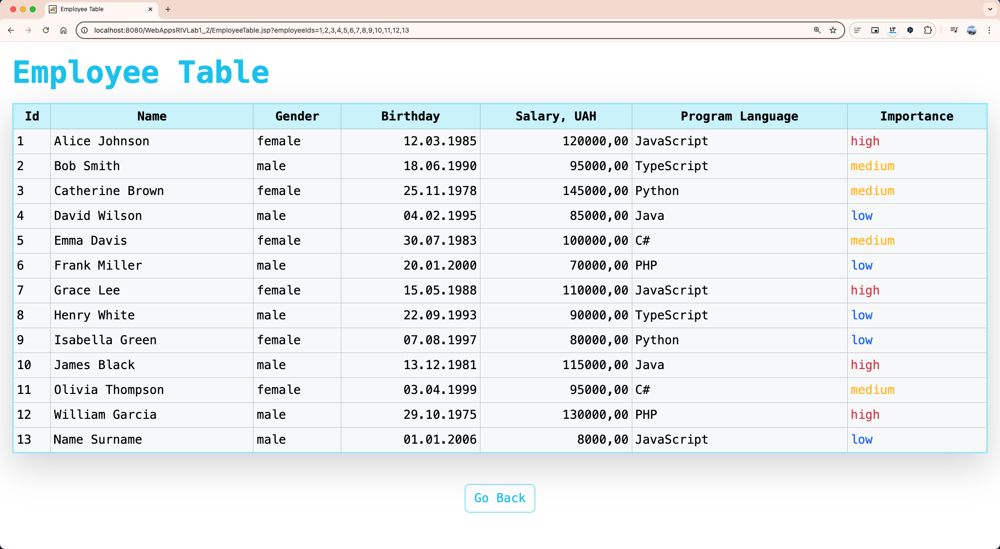 Employee Table
localhost:8080/WebAppsRIVLab1_2/EmployeeTable.jsp?employeeIds=1,2,3,4,5,6,7,8,9,10,11,12,13
LT
Employee Table
Id Name Gender Birthday Salary, UAH Program Language Importance
1 Alice Johnson female 12.03.1985 120000,00 JavaScript high
2 Bob Smith male 18.06.1990 95000,00 TypeScript medium
3 Catherine Brown female 25.11.1978 145000,00 Python medium
4 David Wilson male 04.02.1995 85000,00 Java low
5 Emma Davis female 30.07.1983 100000,00 C# medium
6 Frank Miller male 20.01.2000 70000,00 PHP low
7 Grace Lee female 15.05.1988 110000,00 JavaScript high
8 Henry White male 22.09.1993 90000,00 TypeScript low
9 Isabella Green female 07.08.1997 80000,00 Python low
10 James Black male 13.12.1981 115000,00 Java high
11 Olivia Thompson female 03.04.1999 95000,00 C# medium
12 William Garcia male 29.10.1975 130000,00 PHP high
13 Name Surname male 01.01.2006 8000,00 JavaScript low
Go Back